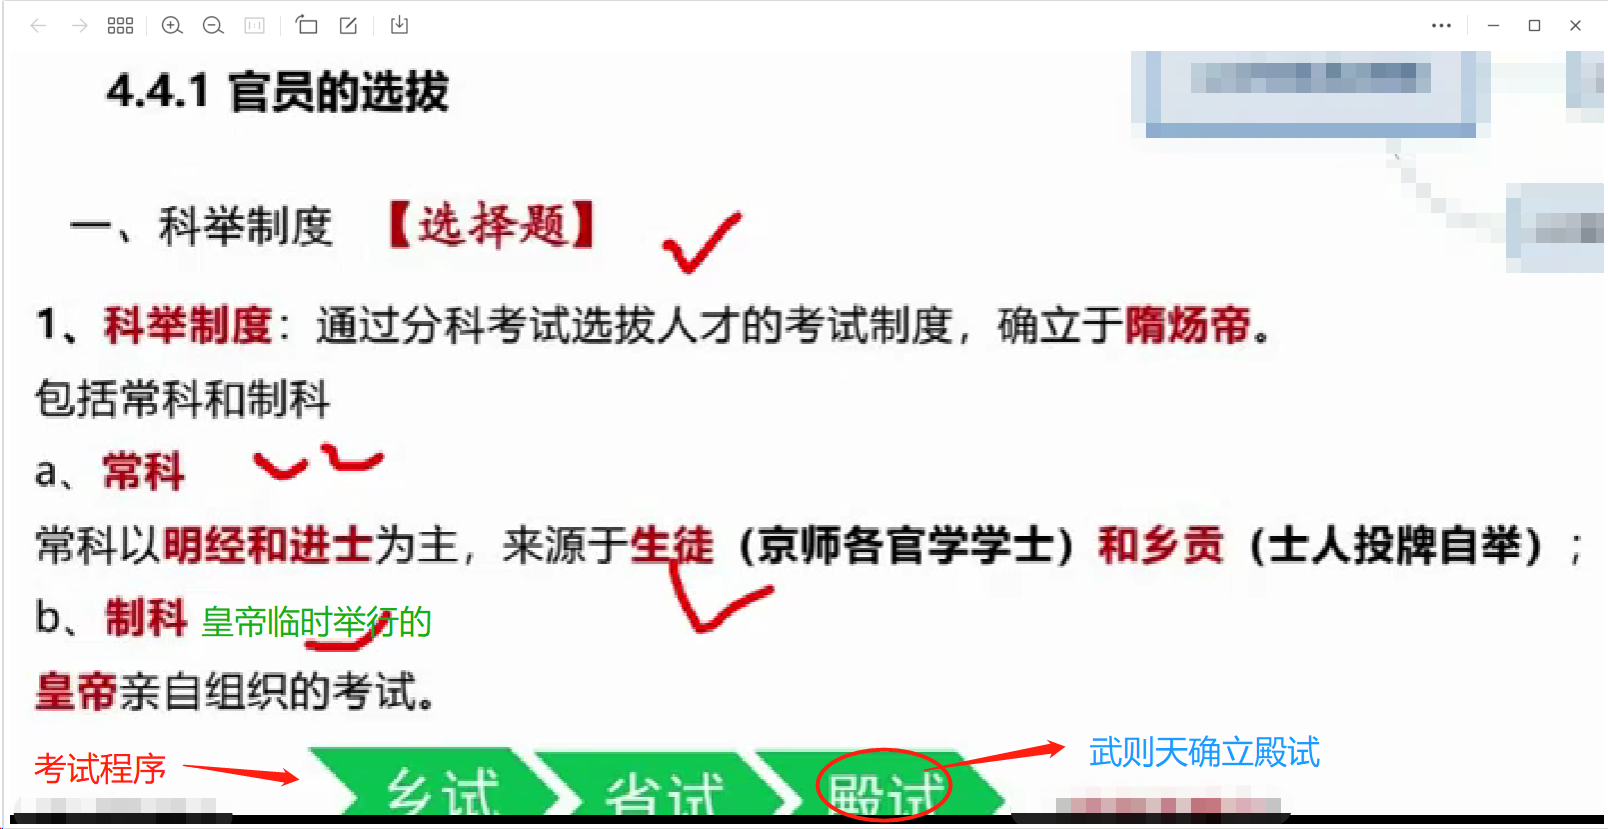 4.4.1 官员的选拔
一、科举制度 【选择题】
1、科举制度：通过分科考试选拔人才的考试制度，确立于隋炀帝。
包括常科和制科
a、常科
常科以明经和进士为主，来源于生徒（京师各官学学士）和乡贡（士人投牒自举）；
b、制科 皇帝临时举行的
皇帝亲自组织的考试。
考试程序 乡试 省试 殿试 武则天确立殿试